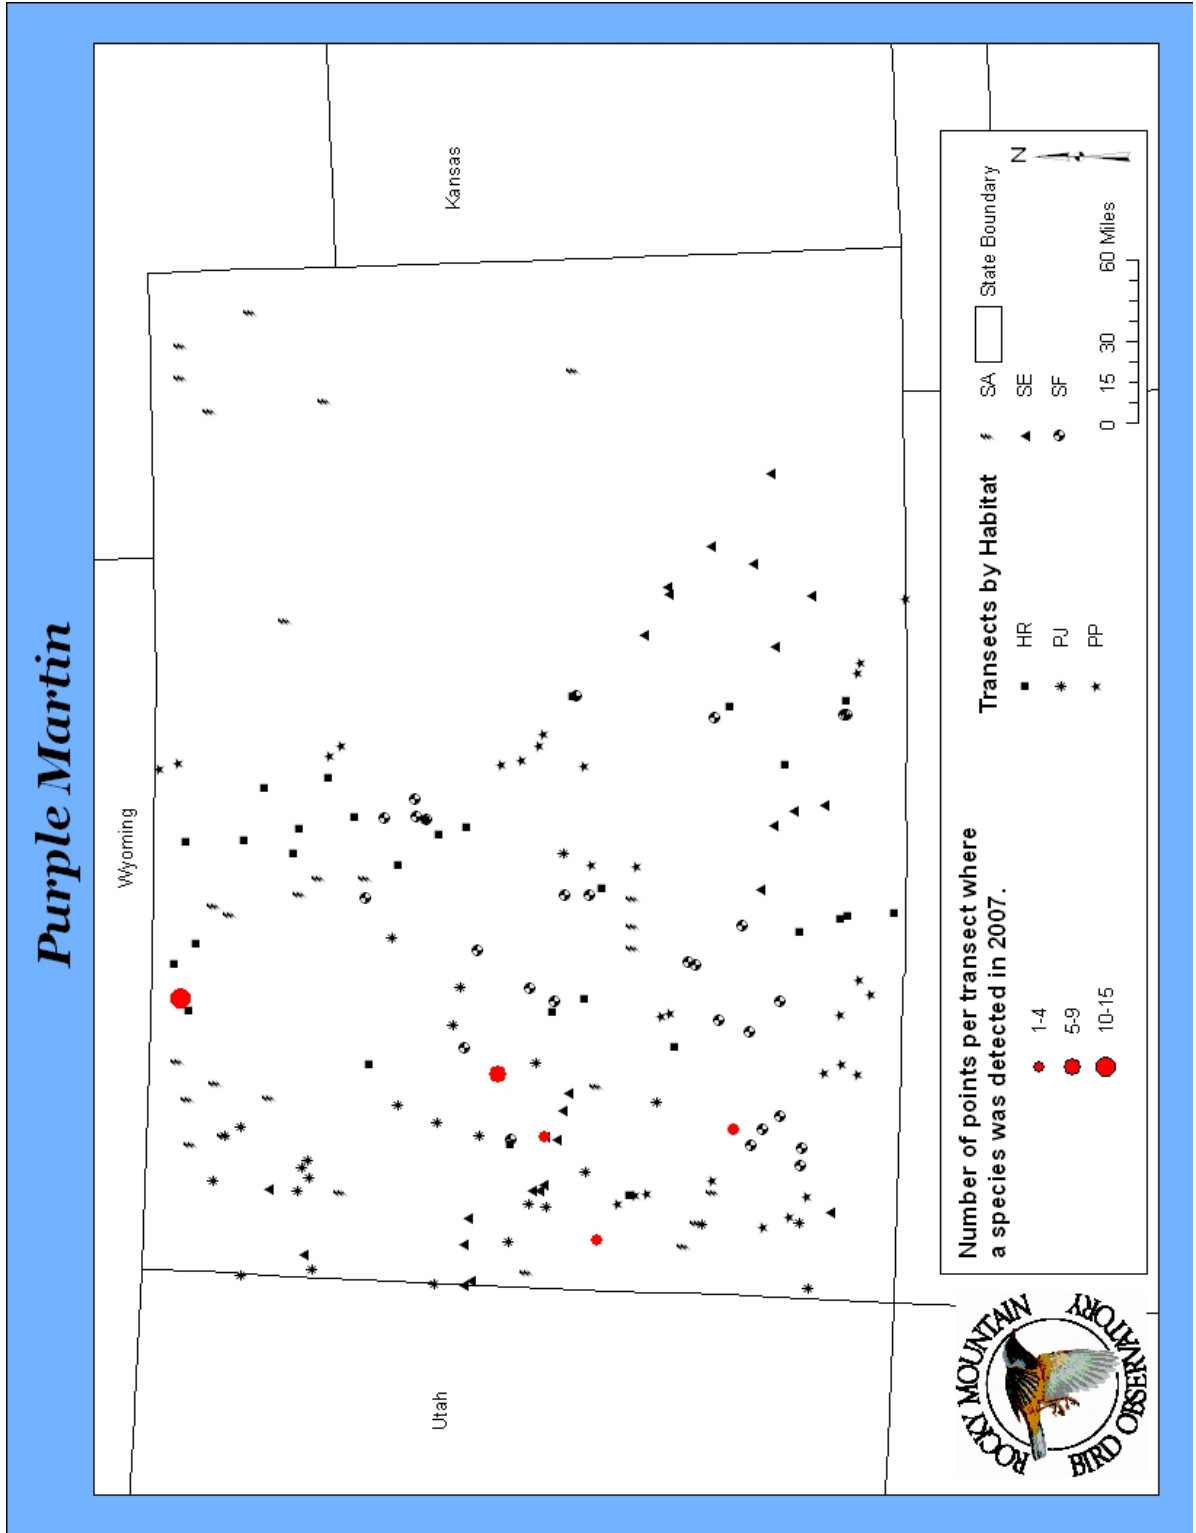 Purple Martin
Wyoming
Utah
Kansas
ROCKY MOUNTAIN
BIRD OBSERVATORY
Number of points per transect where
a species was detected in 2007.
1-4
5-9
10-15
Transects by Habitat
HR
PJ
PP
SA
SE
SF
State Boundary
N
0 15 30 60 Miles